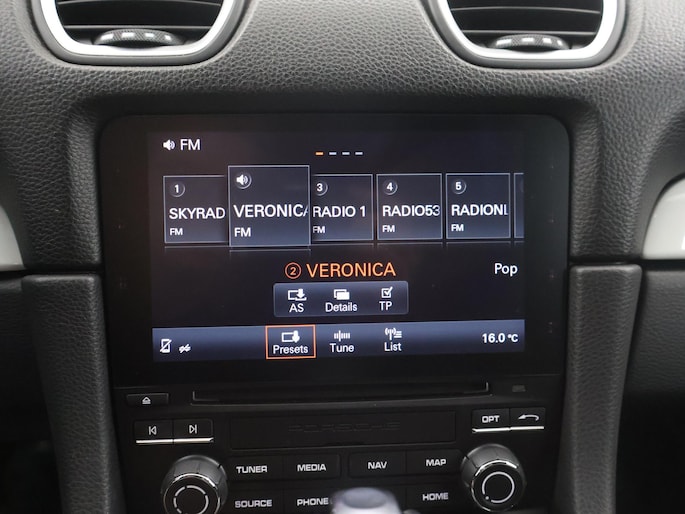 FM
1
3
4
5
SKYRAD
VERONICA
RADIO 1
RADIO53
RADIONL
FM
FM
FM
FM
FM
2 VERONICA
Pop
AS
Details
TP
Presets
Tune
List
16.0 °C
PORSCHE
OPT
TUNER
MEDIA
NAV
MAP
SOURCE
PHONE
HOME